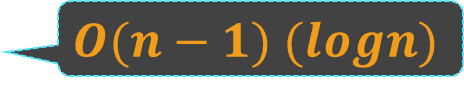 O(n − 1) (logn)